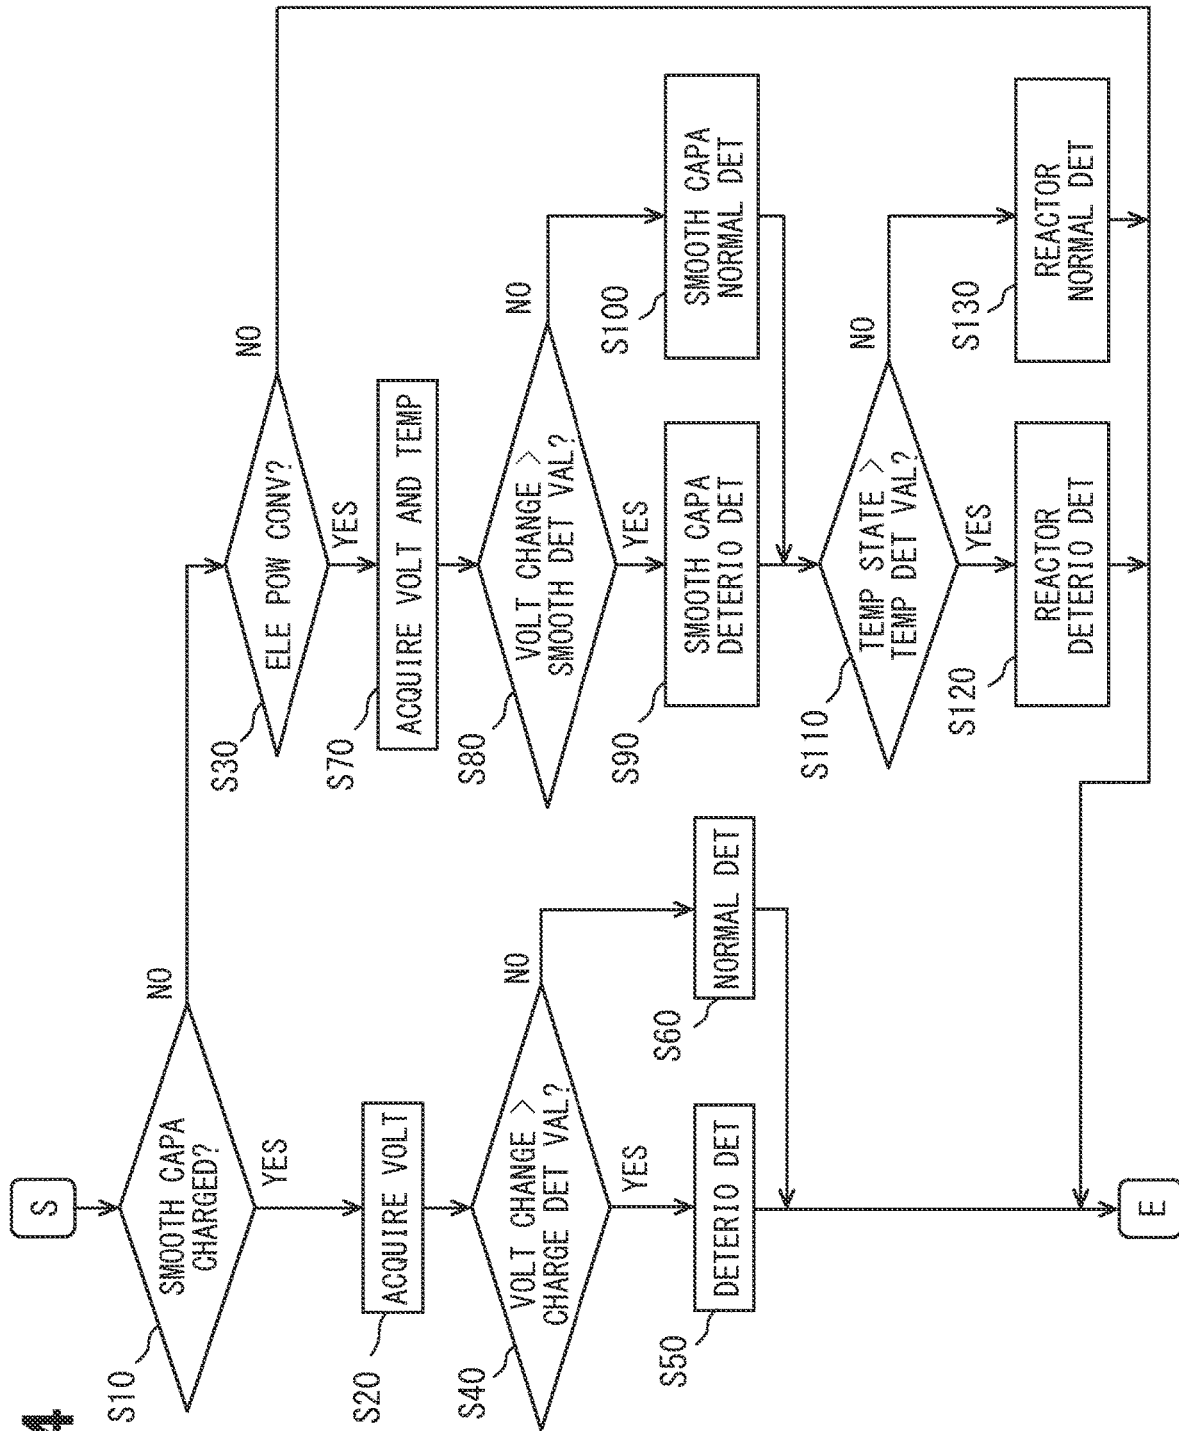 4
S
S10
SMOOTH CAPA
CHARGED?
NO
YES
S20
ACQUIRE VOLT
S40
VOLT CHANGE >
CHARGE DET VAL?
NO
YES
S50
DETERIO DET
S60
NORMAL DET
S30
ELE POW CONV?
NO
YES
S70
ACQUIRE VOLT AND TEMP
S80
VOLT CHANGE >
SMOOTH DET VAL?
NO
YES
S90
SMOOTH CAPA
DETERIO DET
S100
SMOOTH CAPA
NORMAL DET
S110
TEMP STATE >
TEMP DET VAL?
NO
YES
S120
REACTOR
DETERIO DET
S130
REACTOR
NORMAL DET
E